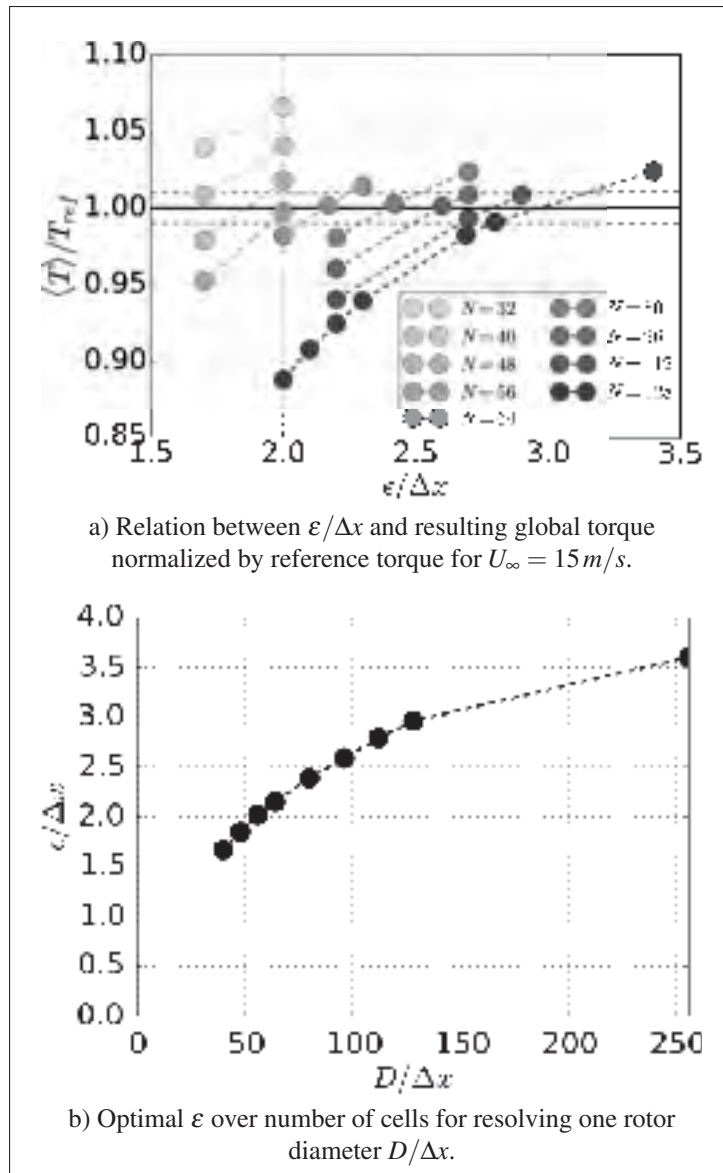 1.10
1.05
1.00
0.95
0.90
0.85
⟨T⟩/T_ref
N=32
N=40
N=48
N=56
1.5 2.0 2.5 3.0 3.5
ϵ/Δx
a) Relation between ε/Δx and resulting global torque
normalized by reference torque for U∞ = 15 m/s.
4.0
3.5
3.0
2.5
2.0
1.5
1.0
0.5
0.0
ϵ/Δx
0 50 100 150 200 250
D/Δx
b) Optimal ε over number of cells for resolving one rotor
diameter D/Δx.